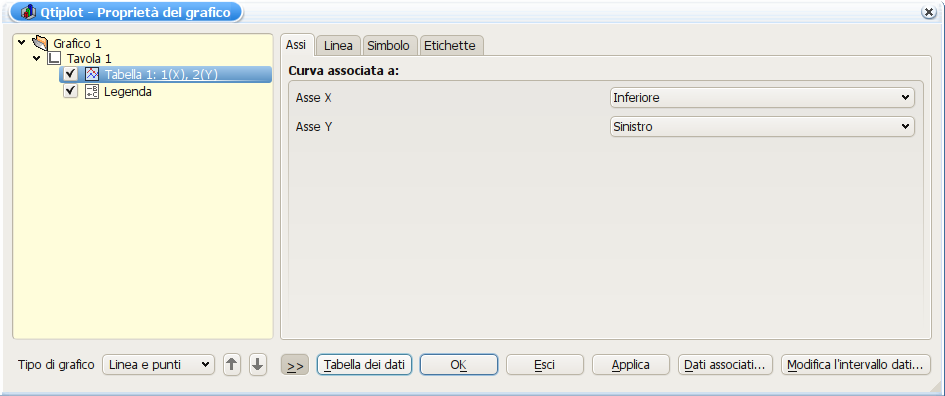 Qtiplot - Proprietà del grafico
Grafico 1
Tavola 1
Tabella 1: 1(X), 2(Y)
Legenda
Assi Linea Simbolo Etichette
Curva associata a:
Asse X Inferiore
Asse Y Sinistro
Tipo di grafico Linea e punti >> Tabella dei dati OK Esci Applica Dati associati... Modifica l'intervallo dati...